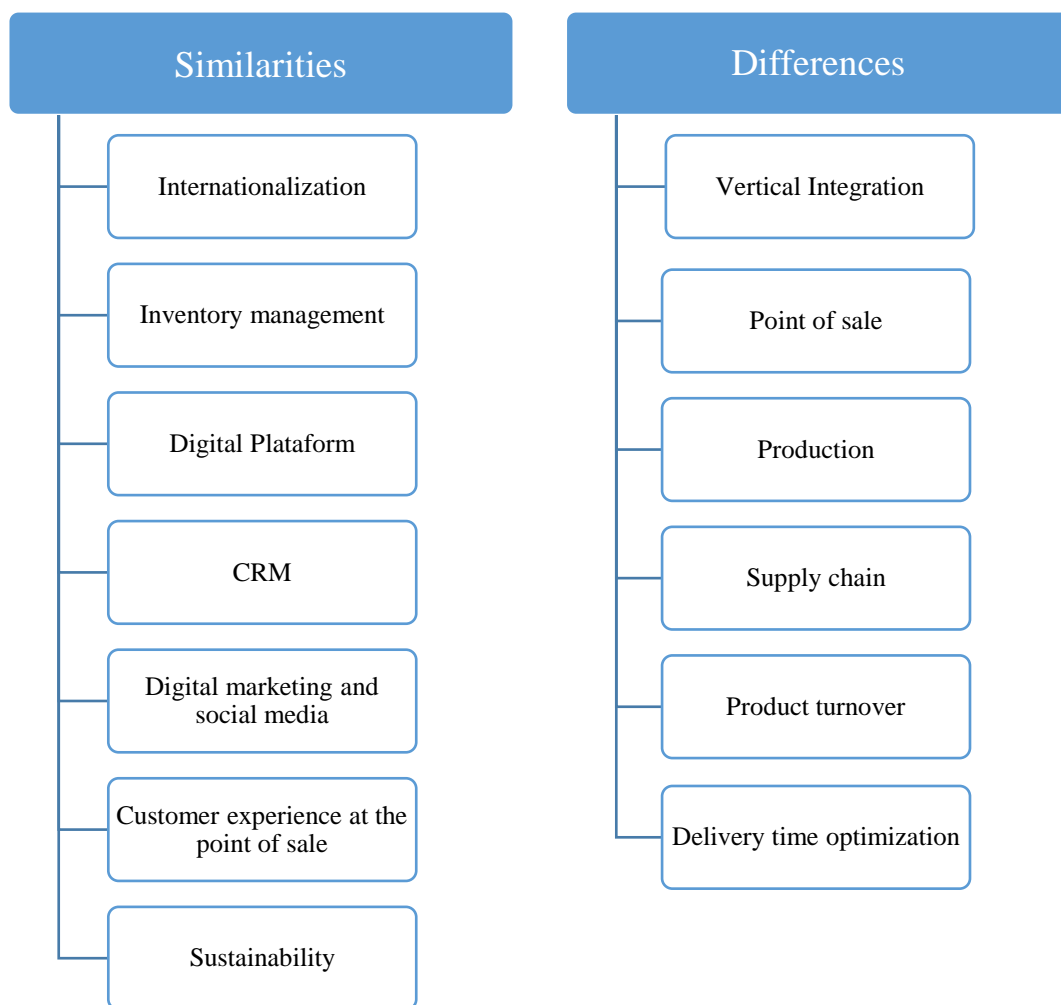 Similarities
Internationalization
Inventory management
Digital Plataform
CRM
Digital marketing and
social media
Customer experience at the
point of sale
Sustainability
Differences
Vertical Integration
Point of sale
Production
Supply chain
Product turnover
Delivery time optimization